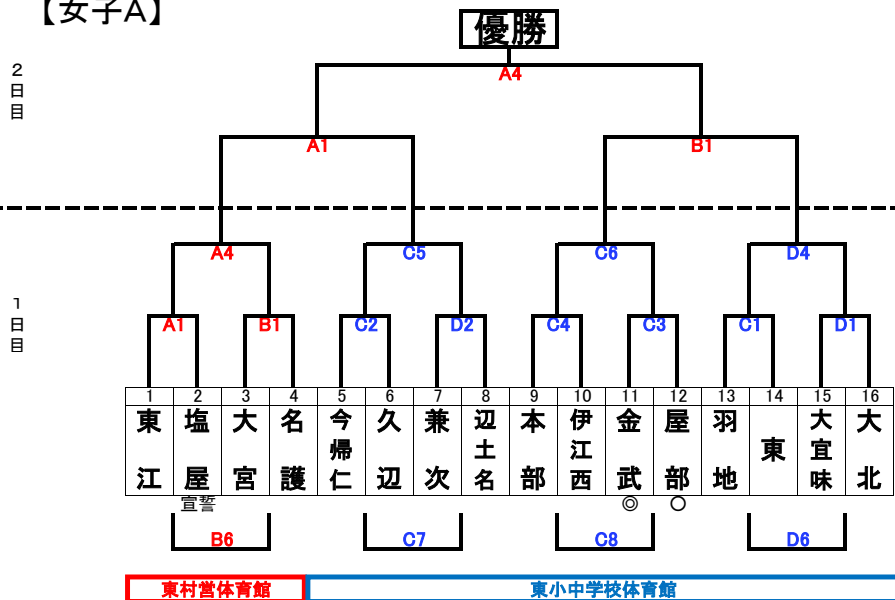 【女子A】
優勝
2日目
A4
A1 B1
A4 C5 C6 D4
1日目
A1 B1 C2 D2 C4 C3 C1 D1
1 2 3 4 5 6 7 8 9 10 11 12 13 14 15 16
東江 塩屋 大宮 名護 今帰仁 久辺 兼次 辺土名 本部 伊江西 金武 屋部 羽地 東 大宜味 大北
宣誓 ◎ ○
B6 C7 C8 D6
東村営体育館 東小中学校体育館